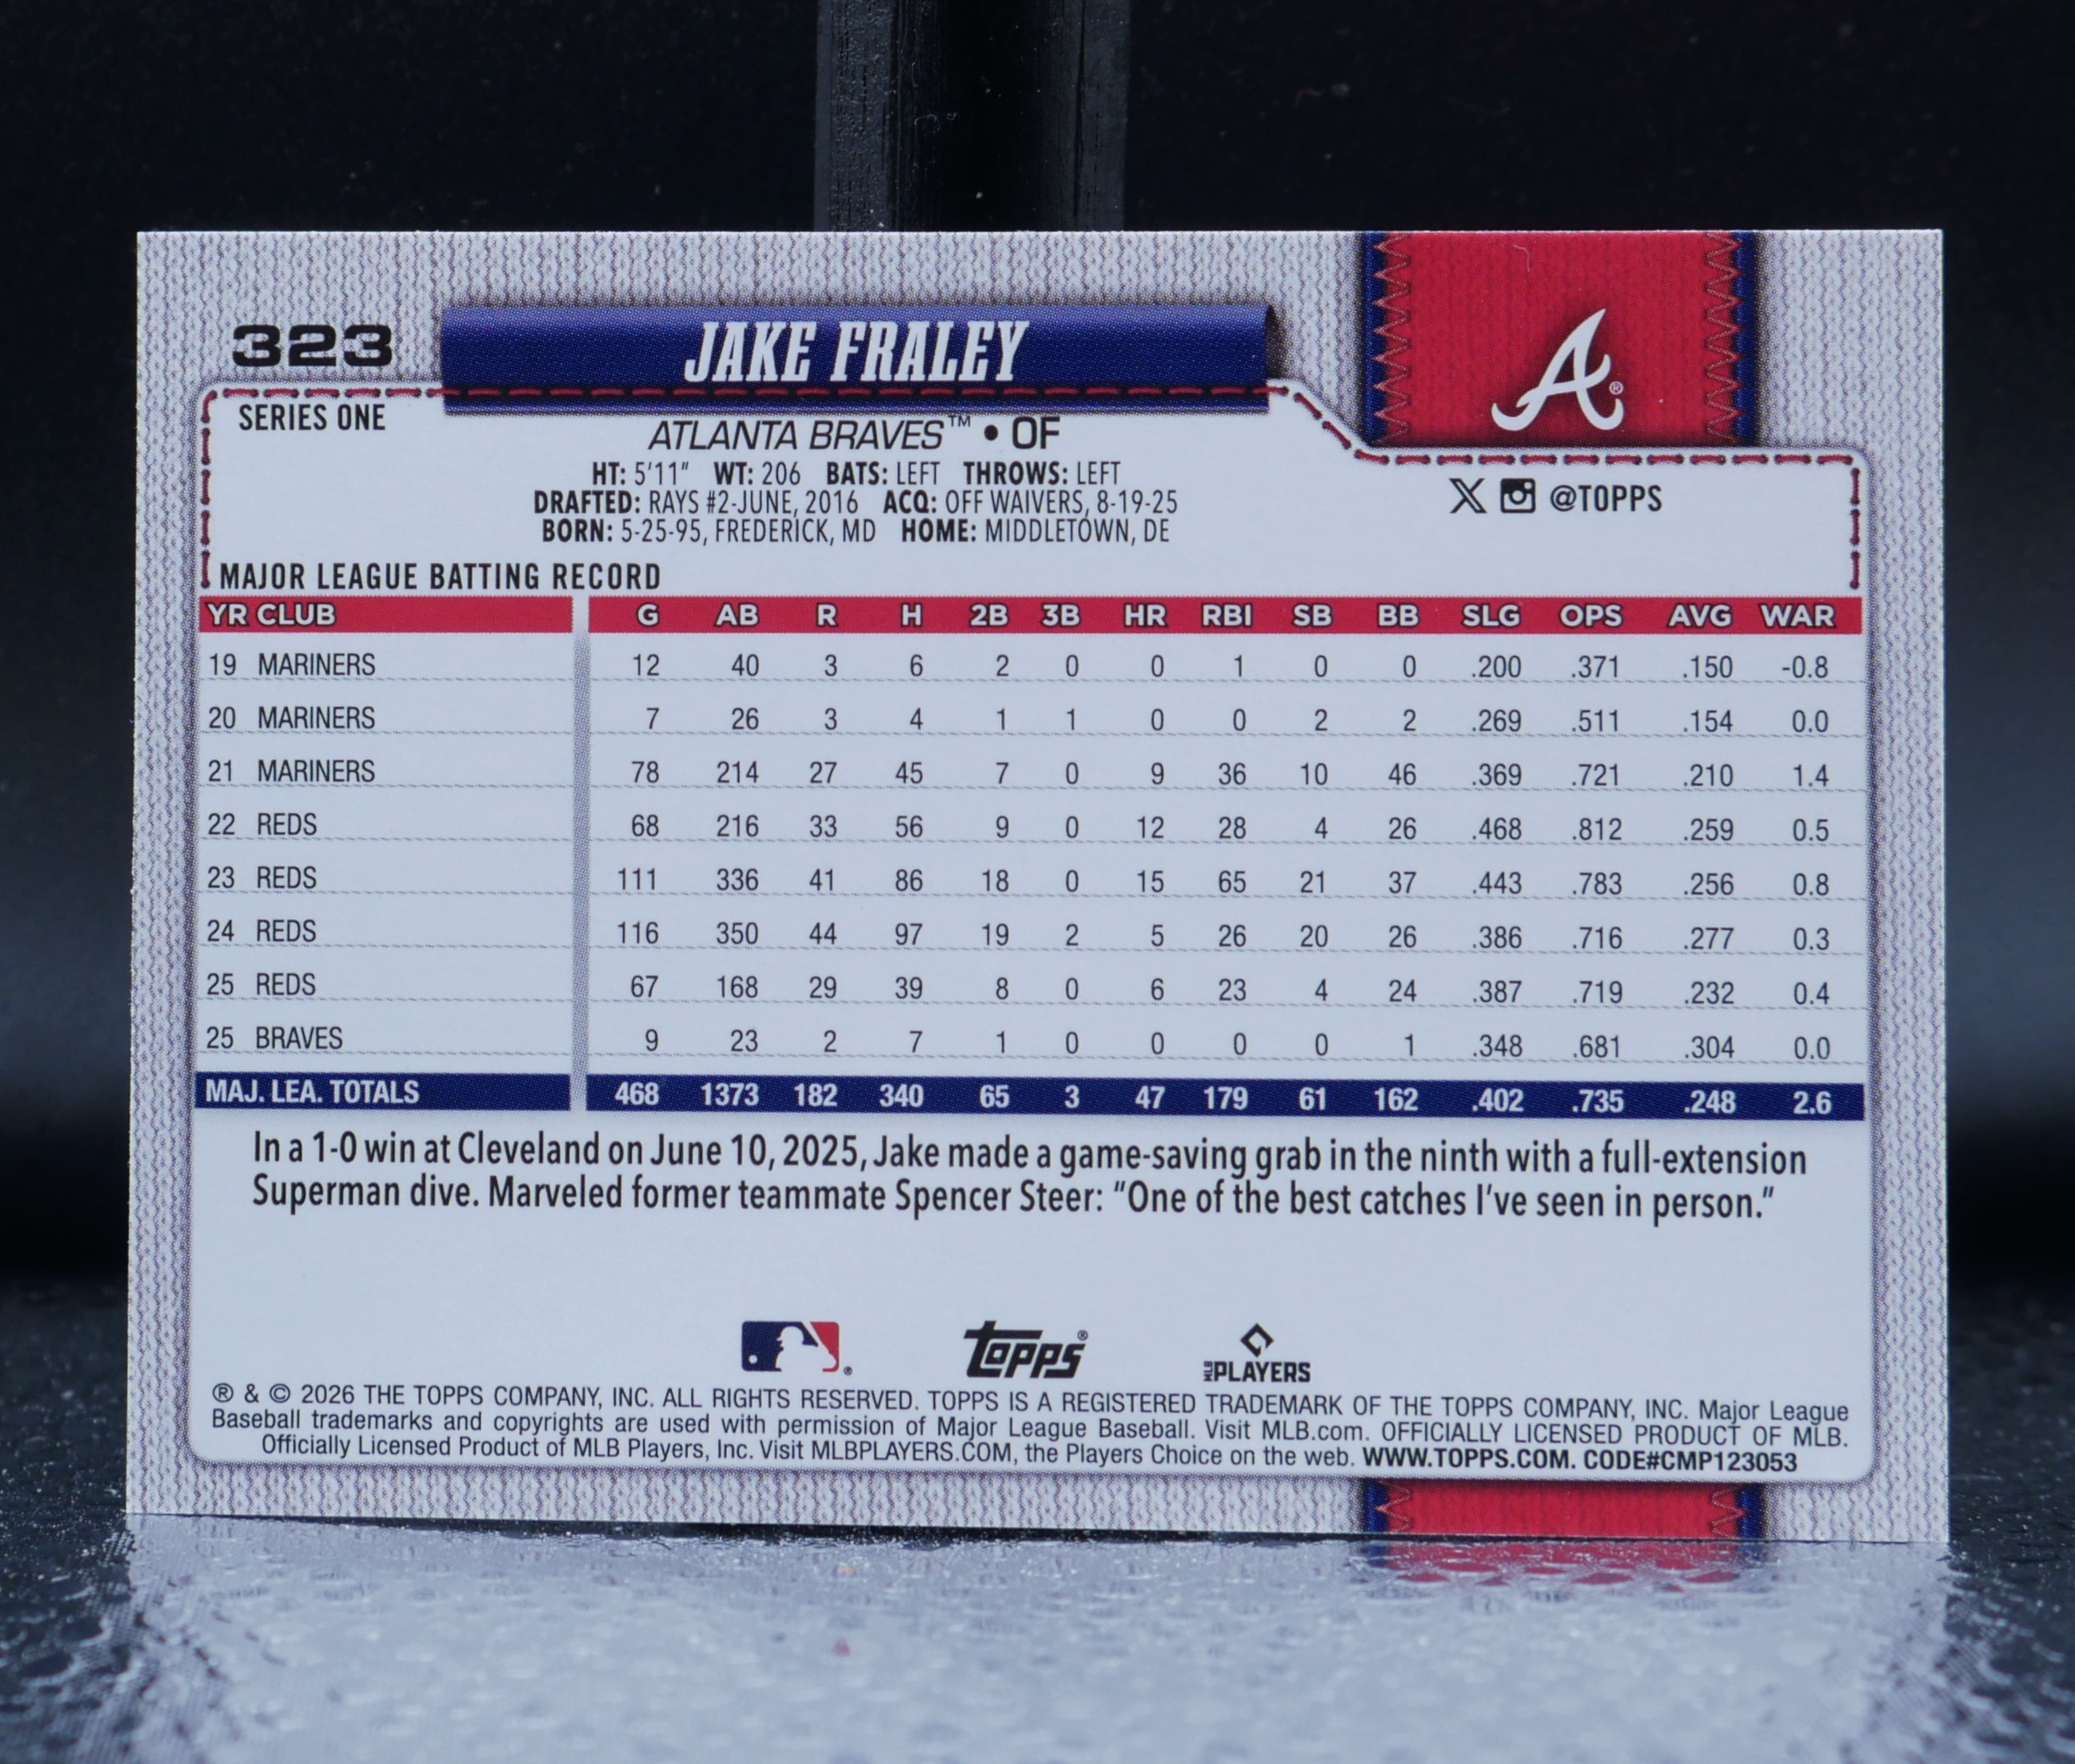 323
JAKE FRALEY
A®
SERIES ONE
ATLANTA BRAVES™ • OF
HT: 5'11" WT: 206 BATS: LEFT THROWS: LEFT
DRAFTED: RAYS #2-JUNE, 2016 ACQ: OFF WAIVERS, 8-19-25
BORN: 5-25-95, FREDERICK, MD HOME: MIDDLETOWN, DE
X @TOPPS
MAJOR LEAGUE BATTING RECORD
YR CLUB G AB R H 2B 3B HR RBI SB BB SLG OPS AVG WAR
19 MARINERS 12 40 3 6 2 0 0 1 0 0 .200 .371 .150 -0.8
20 MARINERS 7 26 3 4 1 1 0 0 2 2 .269 .511 .154 0.0
21 MARINERS 78 214 27 45 7 0 9 36 10 46 .369 .721 .210 1.4
22 REDS 68 216 33 56 9 0 12 28 4 26 .468 .812 .259 0.5
23 REDS 111 336 41 86 18 0 15 65 21 37 .443 .783 .256 0.8
24 REDS 116 350 44 97 19 2 5 26 20 26 .386 .716 .277 0.3
25 REDS 67 168 29 39 8 0 6 23 4 24 .387 .719 .232 0.4
25 BRAVES 9 23 2 7 1 0 0 0 0 1 .348 .681 .304 0.0
MAJ. LEA. TOTALS 468 1373 182 340 65 3 47 179 61 162 .402 .735 .248 2.6
In a 1-0 win at Cleveland on June 10, 2025, Jake made a game-saving grab in the ninth with a full-extension
Superman dive. Marveled former teammate Spencer Steer: “One of the best catches I’ve seen in person.”
® Topps® MLB PLAYERS
® & © 2026 THE TOPPS COMPANY, INC. ALL RIGHTS RESERVED. TOPPS IS A REGISTERED TRADEMARK OF THE TOPPS COMPANY, INC. Major League
Baseball trademarks and copyrights are used with permission of Major League Baseball. Visit MLB.com. OFFICIALLY LICENSED PRODUCT OF MLB.
Officially Licensed Product of MLB Players, Inc. Visit MLBPLAYERS.COM, the Players Choice on the web. WWW.TOPPS.COM. CODE#CMP123053